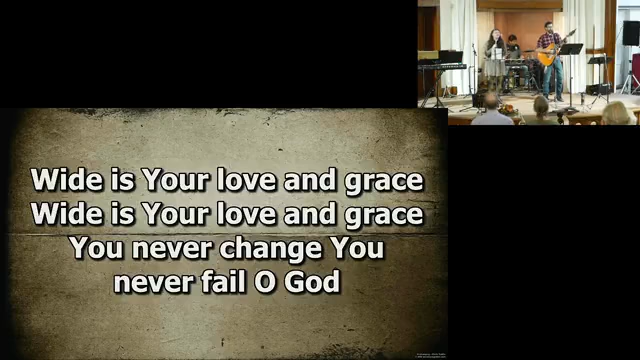 Wide is Your love and grace
Wide is Your love and grace
You never change You
never fail O God